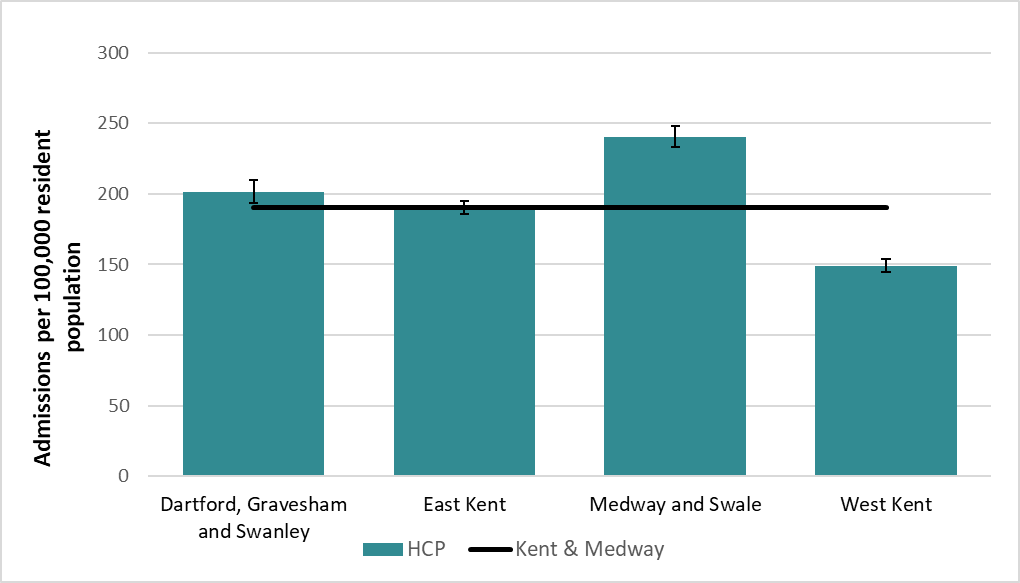 300
250
200
150
100
50
0
Admissions per 100,000 resident
population
Dartford, Gravesham
and Swanley
East Kent
Medway and Swale
West Kent
HCP
Kent & Medway